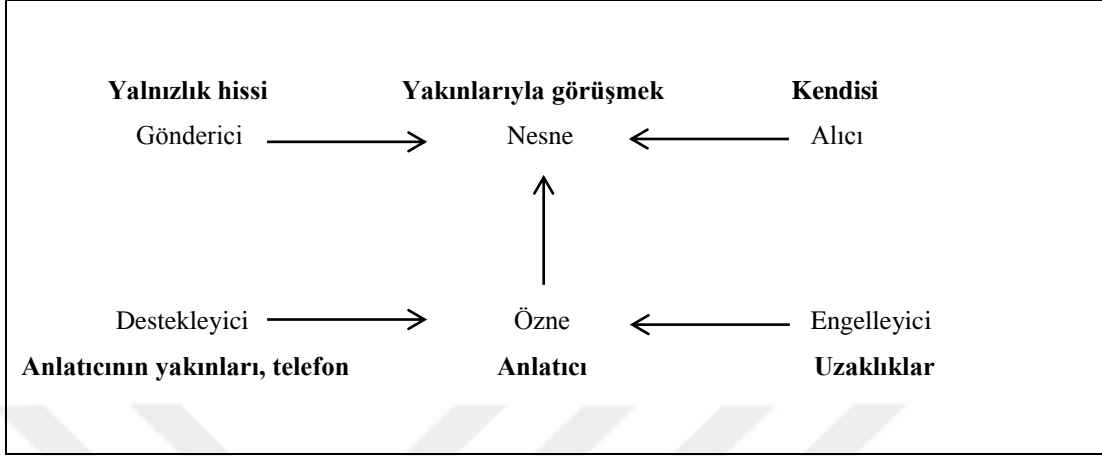 Yalnızlık hissi Yakınlarıyla görüşmek Kendisi
Gönderici Nesne Alıcı
Destekleyici Özne Engelleyici
Anlatıcının yakınları, telefon Anlatıcı Uzaklıklar